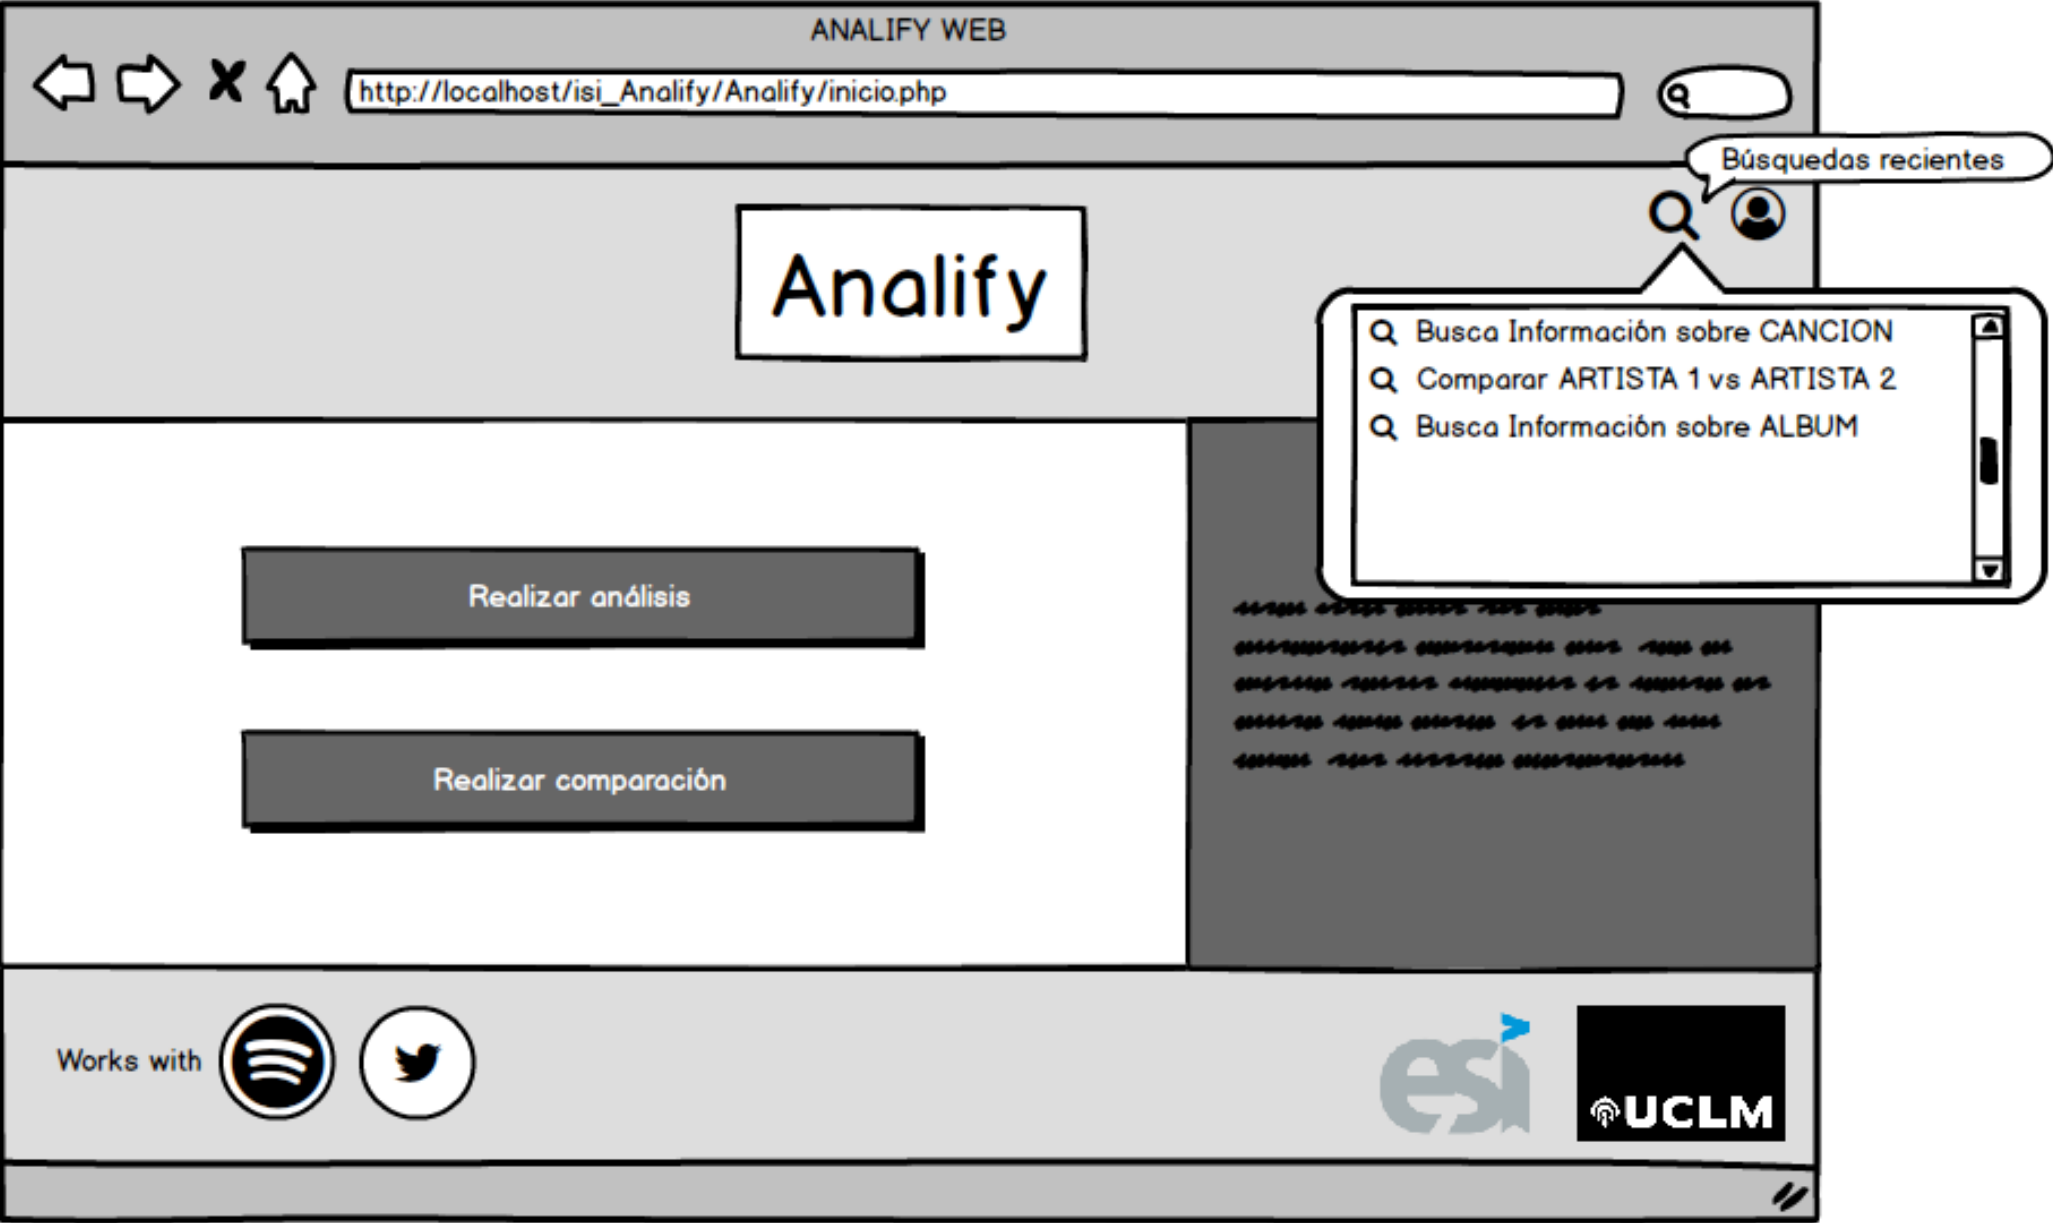 ANALIFY WEB
http://localhost/isi_Analify/Analify/inicio.php
Búsquedas recientes
Analify
Busca Información sobre CANCION
Comparar ARTISTA 1 vs ARTISTA 2
Busca Información sobre ALBUM
Realizar análisis
Realizar comparación
Works with
esi
UCLM